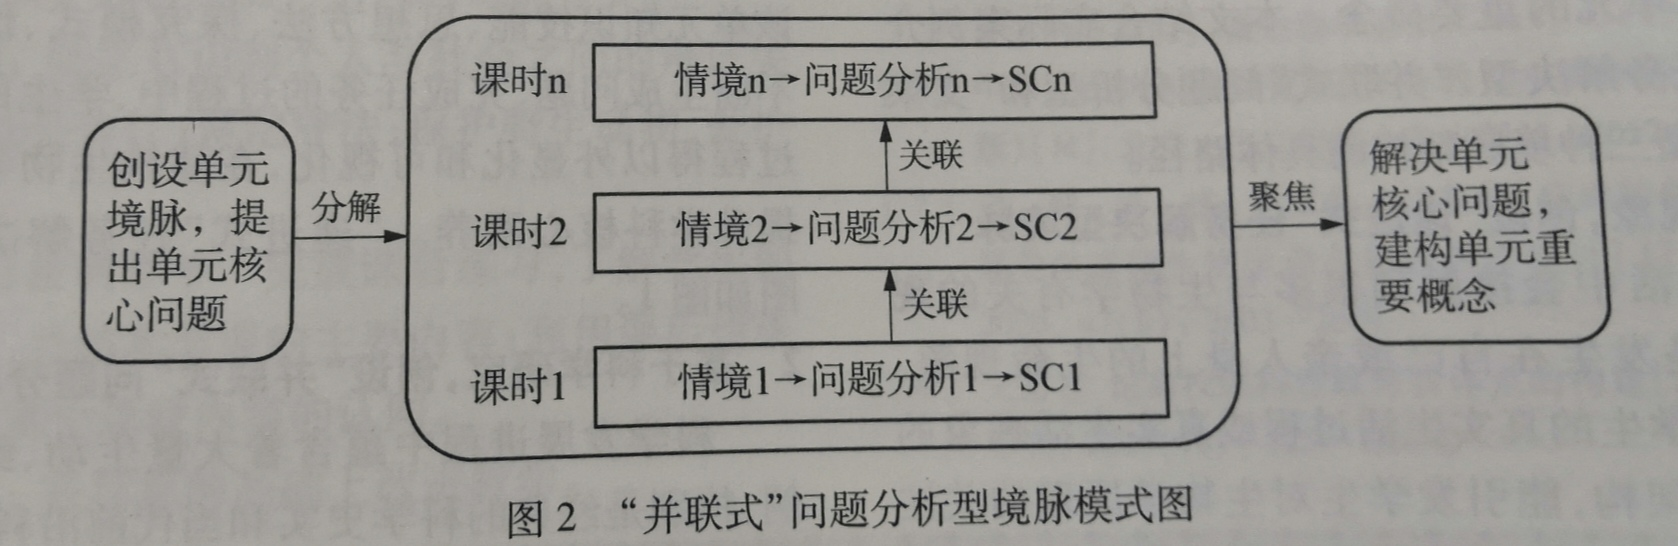 课时n
情境n→问题分析n→SCn
关联
创设单元
境脉，提
出单元核
心问题
分解
课时2
情境2→问题分析2→SC2
聚焦
解决单元
核心问题，
建构单元重
要概念
关联
课时1
情境1→问题分析1→SC1
图 2 “并联式”问题分析型境脉模式图